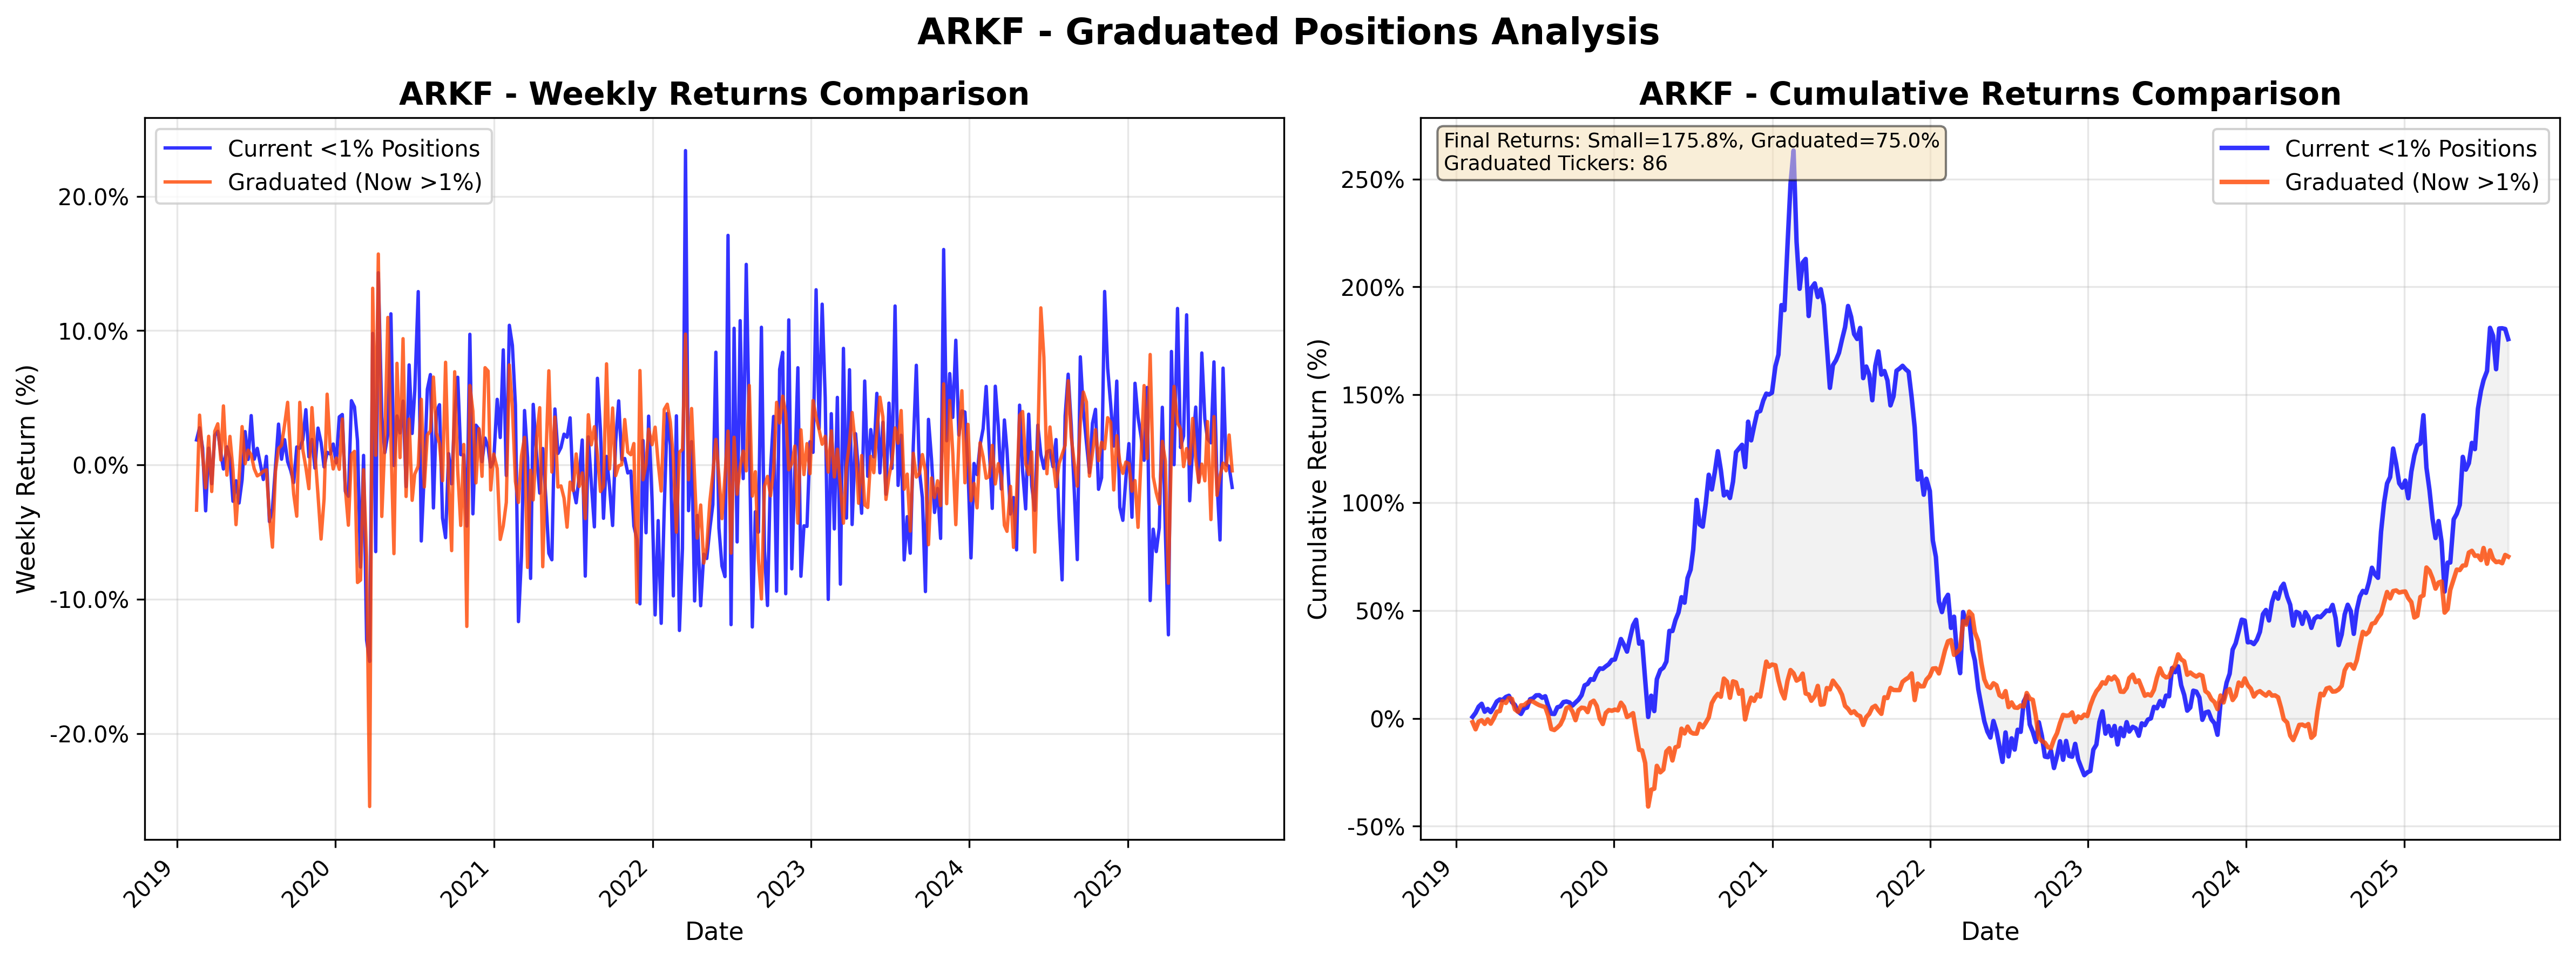 ARKF - Graduated Positions Analysis
ARKF - Weekly Returns Comparison
Current <1% Positions
Graduated (Now >1%)
20.0%
10.0%
0.0%
-10.0%
-20.0%
Weekly Return (%)
2019
2020
2021
2022
2023
2024
2025
Date
ARKF - Cumulative Returns Comparison
Final Returns: Small=175.8%, Graduated=75.0%
Graduated Tickers: 86
Current <1% Positions
Graduated (Now >1%)
250%
200%
150%
100%
50%
0%
-50%
Cumulative Return (%)
2019
2020
2021
2022
2023
2024
2025
Date